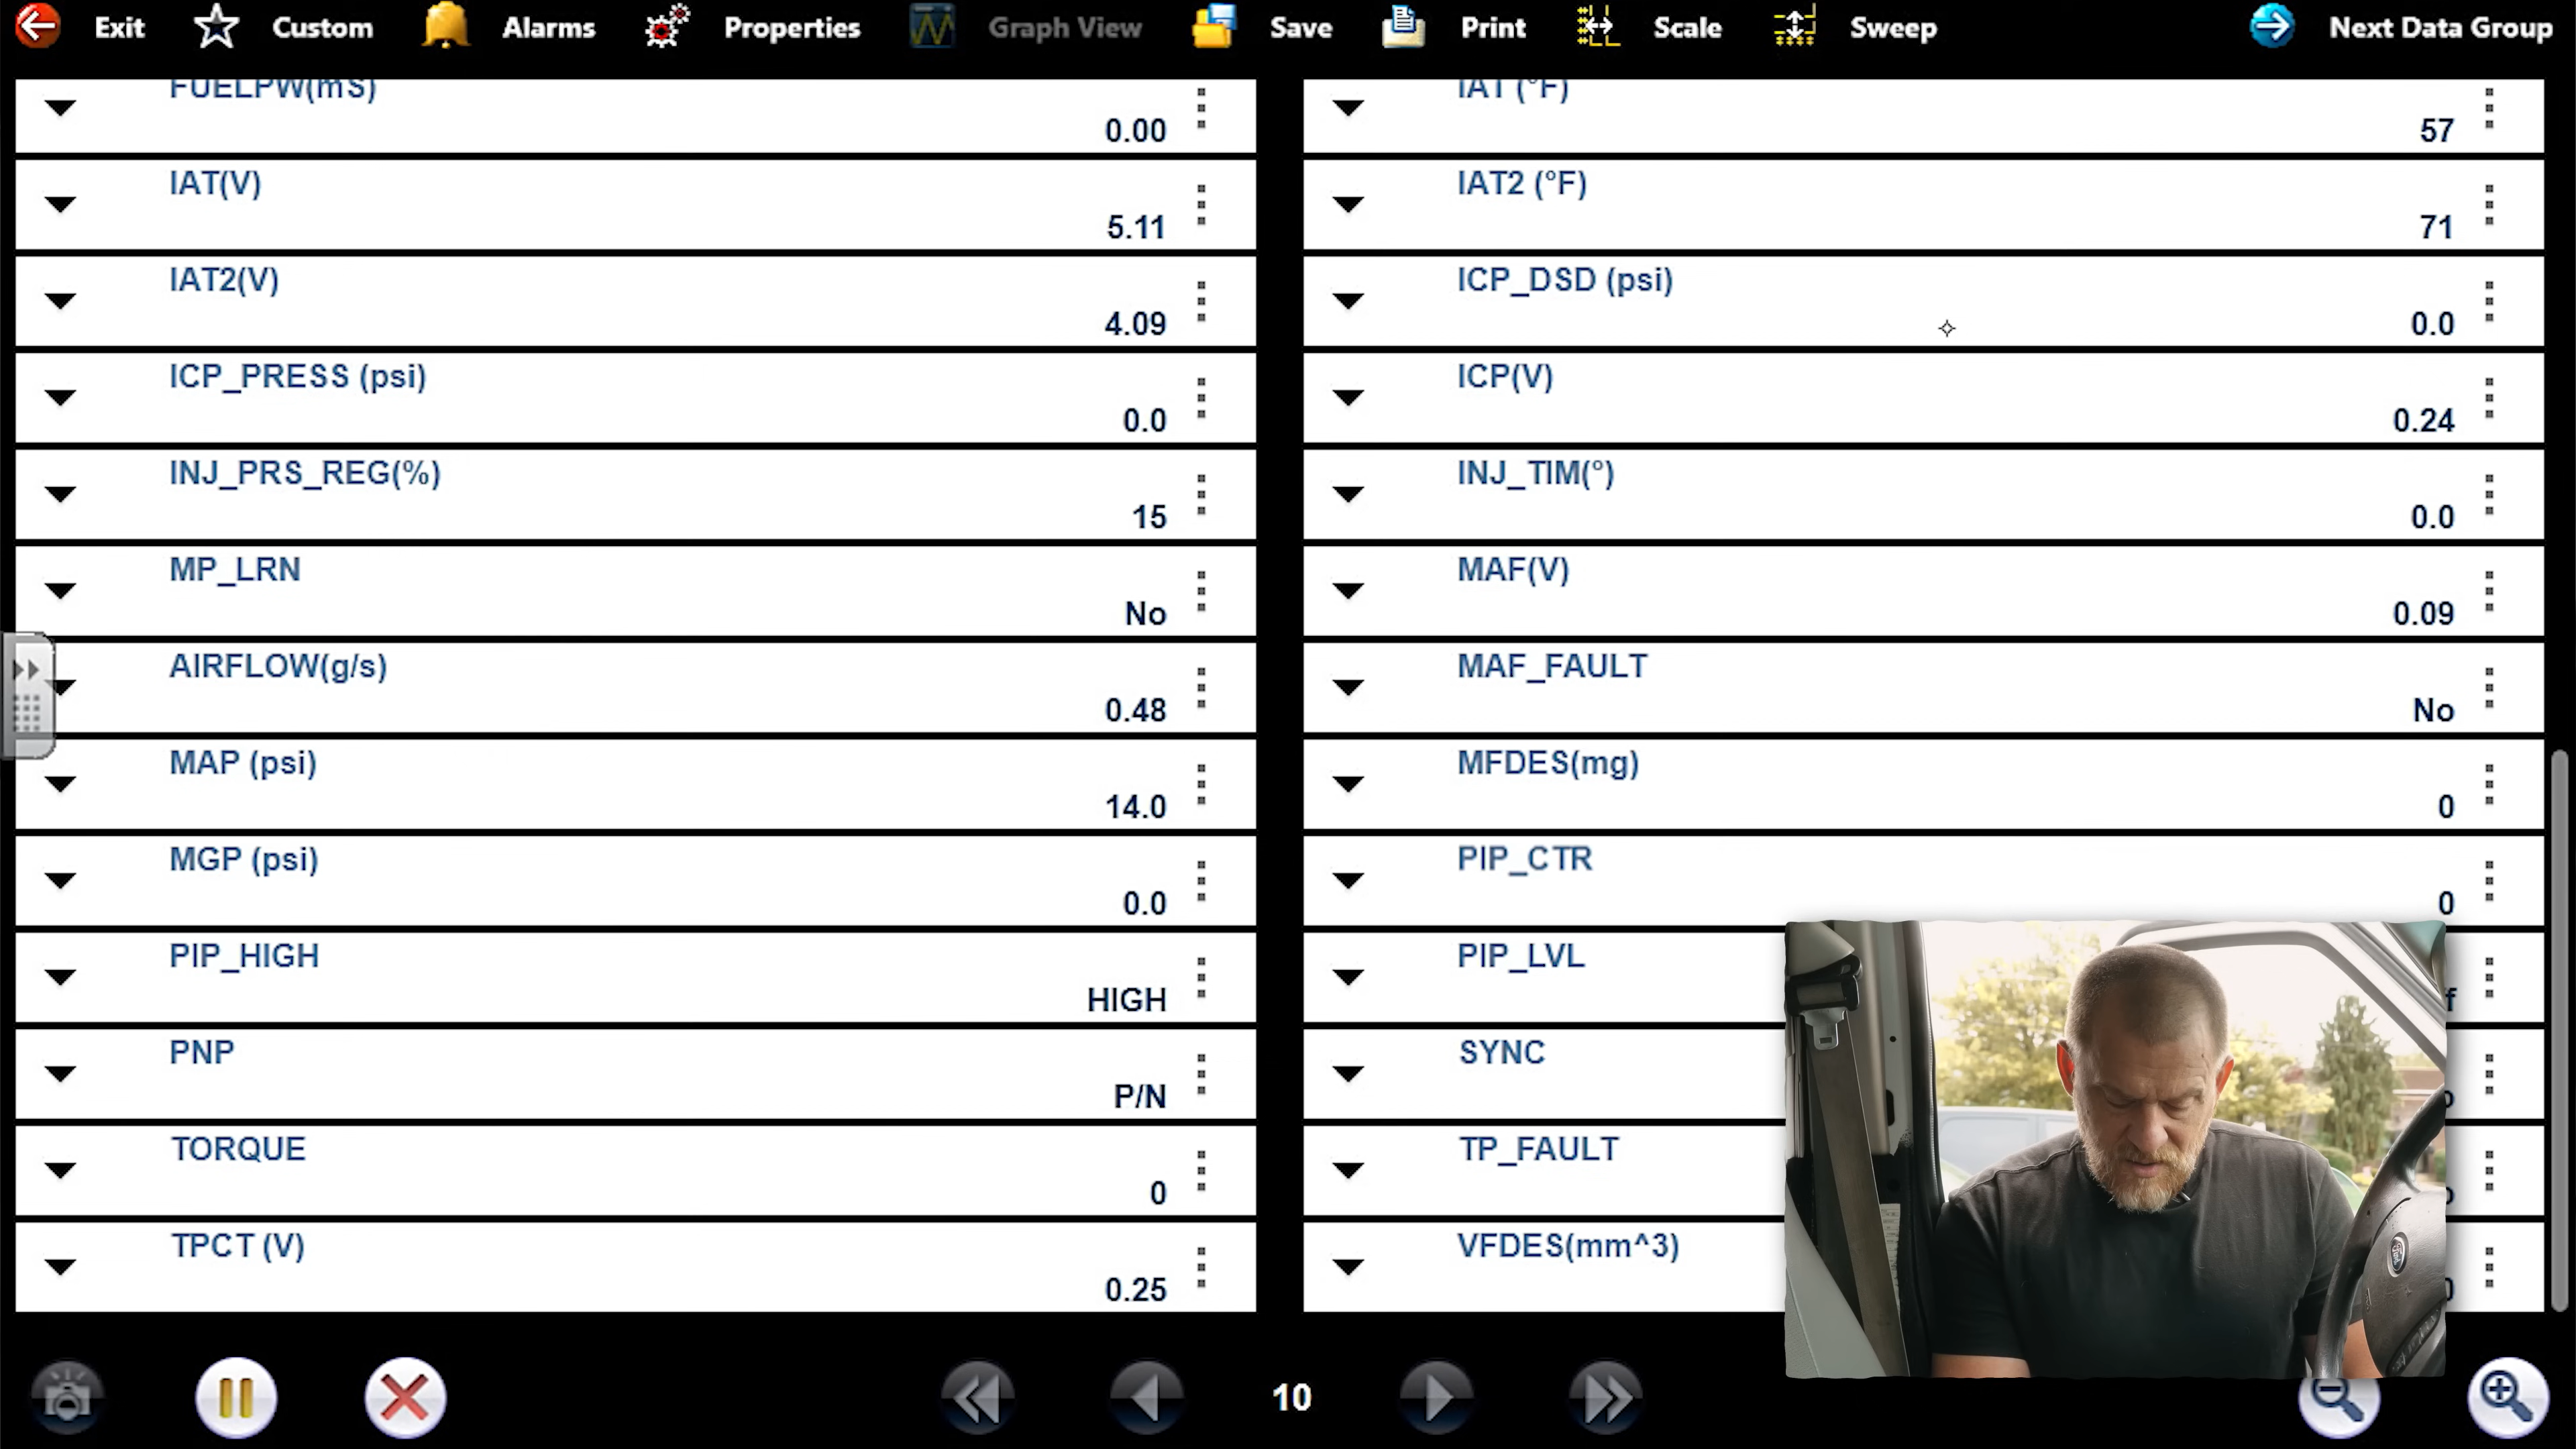 Exit Custom Alarms Properties Graph View Save Print Scale Sweep Next Data Group
FUELPW(mS) 0.00
IAT (°F) 57
IAT(V) 5.11
IAT2 (°F) 71
IAT2(V) 4.09
ICP_DSD (psi) 0.0
ICP_PRESS (psi) 0.0
ICP(V) 0.24
INJ_PRS_REG(%) 15
INJ_TIM(°) 0.0
MP_LRN No
MAF(V) 0.09
AIRFLOW(g/s) 0.48
MAF_FAULT No
MAP (psi) 14.0
MFDES(mg) 0
MGP (psi) 0.0
PIP_CTR 0
PIP_HIGH HIGH
PIP_LVL
PNP P/N
SYNC
TORQUE 0
TP_FAULT
TPCT (V) 0.25
VFDES(mm^3)
10